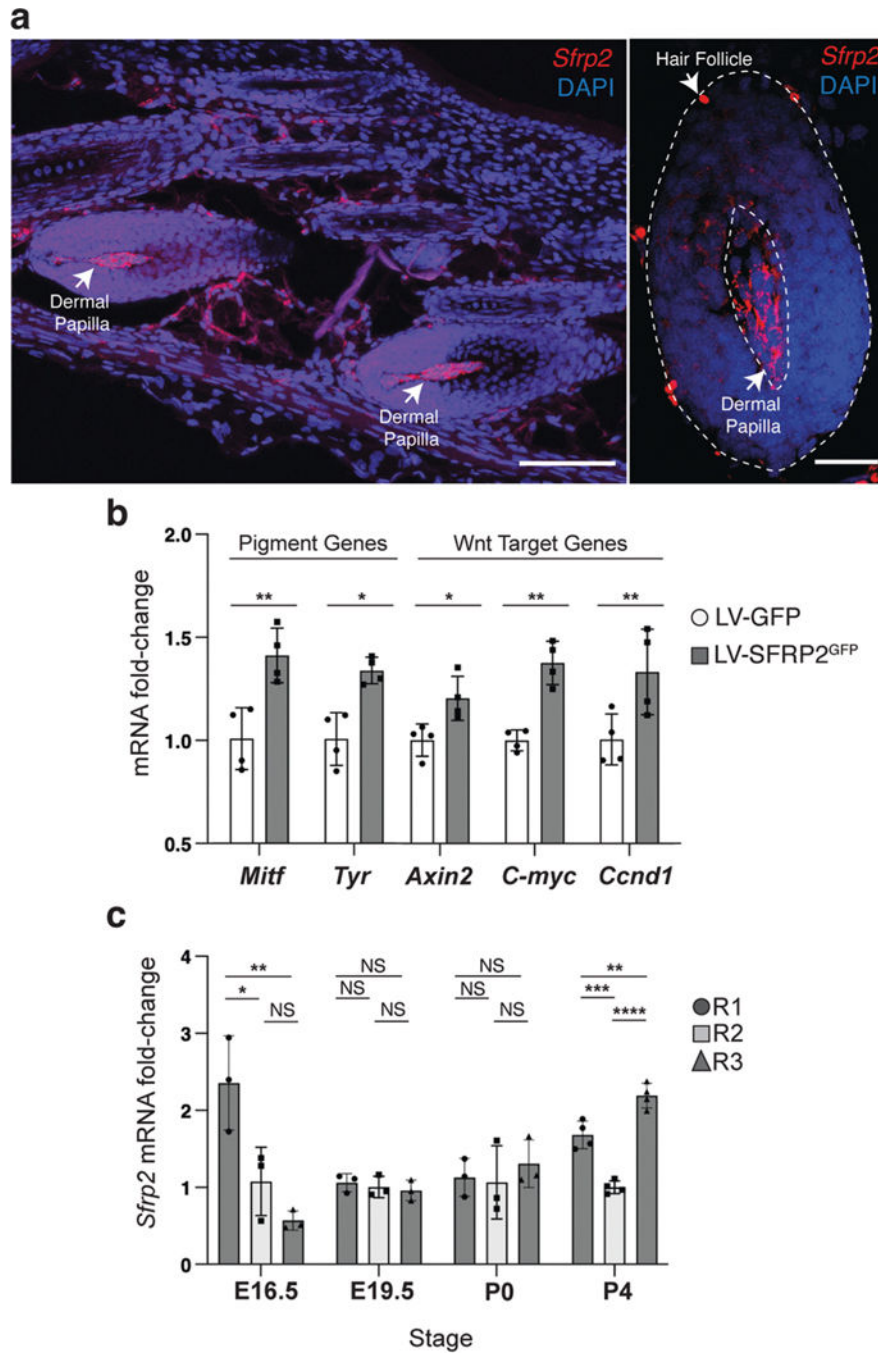 a
Sfrp2
DAPI
Dermal
Papilla
Dermal
Papilla
Hair Follicle
Sfrp2
DAPI
Dermal
Papilla
b
Pigment Genes
Wnt Target Genes
** * * ** **
mRNA fold-change
2.0
1.5
1.0
0.5
Mitf Tyr Axin2 C-myc Ccnd1
LV-GFP
LV-SFRP2GFP
c
Sfrp2 mRNA fold-change
4
3
2
1
0
** NS NS **
* NS NS ***
NS NS NS ****
E16.5 E19.5 P0 P4
Stage
R1
R2
R3